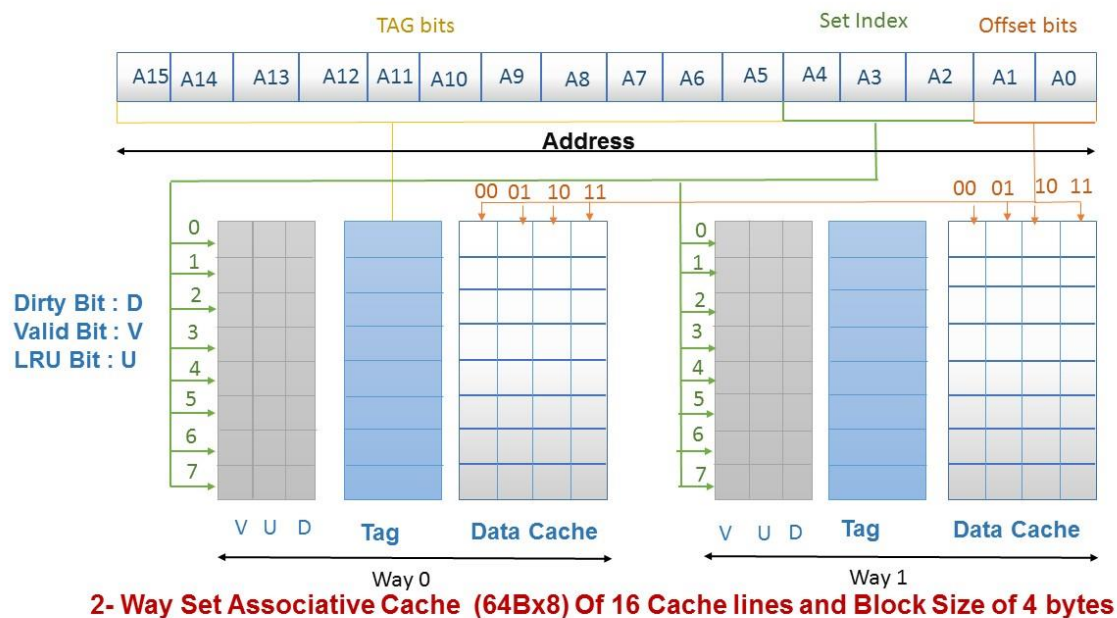 TAG bits Set Index Offset bits
A15 A14 A13 A12 A11 A10 A9 A8 A7 A6 A5 A4 A3 A2 A1 A0
Address
00 01 10 11 00 01 10 11
0 0
1 1
Dirty Bit : D
2 2
Valid Bit : V
3 3
LRU Bit : U
4 4
5 5
6 6
7 7
V U D Tag Data Cache V U D Tag Data Cache
Way 0 Way 1
2- Way Set Associative Cache (64Bx8) Of 16 Cache lines and Block Size of 4 bytes